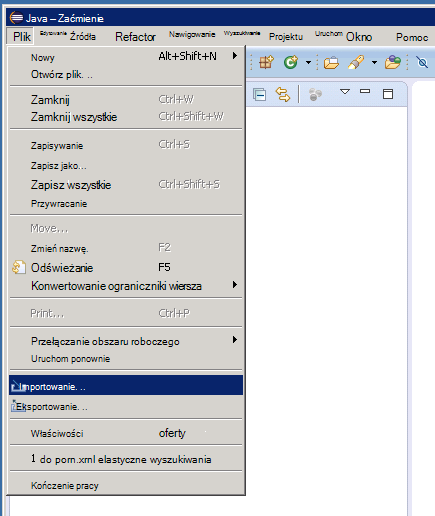 Java – Zaćmienie
Plik Edytowanie Źródła Refactor Nawigowanie Wyszukiwanie Projektu Uruchom Okno Pomoc
Nowy Alt+Shift+N
Otwórz plik. ..
Zamknij Ctrl+W
Zamknij wszystkie Ctrl+Shift+W
Zapisywanie Ctrl+S
Zapisz jako...
Zapisz wszystkie Ctrl+Shift+S
Przywracanie
Move...
Zmień nazwę. F2
Odświeżanie F5
Konwertowanie ograniczniki wiersza
Print... Ctrl+P
Przełączanie obszaru roboczego
Uruchom ponownie
Importowanie. ..
Eksportowanie. ..
Właściwości oferty
1 do pom.xml elastyczne wyszukiwania
Kończenie pracy